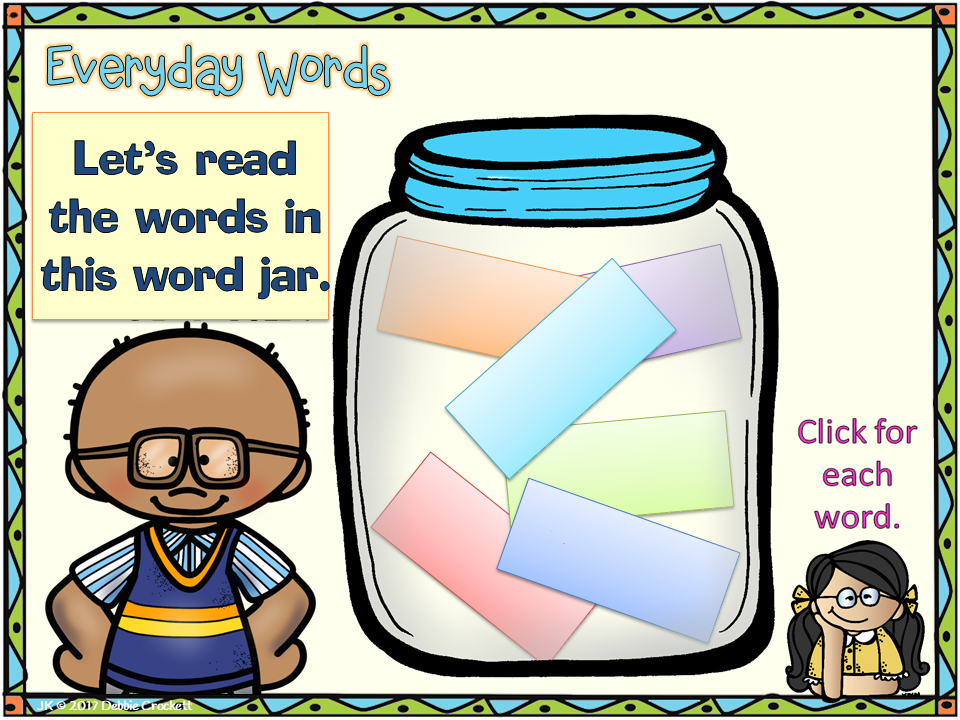 Everyday Words
Let's read
the words in
this word jar.
Click for
each
word.
JK © 2017 Debbie Crockett